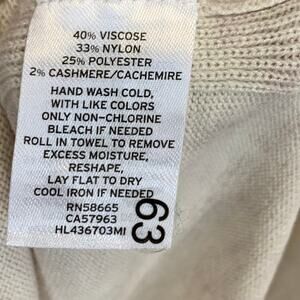 40% VISCOSE
33% NYLON
25% POLYESTER
2% CASHMERE/CACHEMIRE
HAND WASH COLD,
WITH LIKE COLORS
ONLY NON-CHLORINE
BLEACH IF NEEDED
ROLL IN TOWEL TO REMOVE
EXCESS MOISTURE,
RESHAPE,
LAY FLAT TO DRY
COOL IRON IF NEEDED
RN58665
CA57963
HL436703MI
63